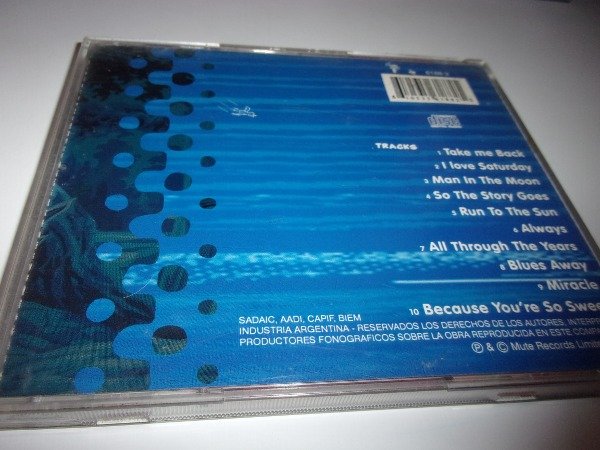 TRACKS
1 Take me Back
2 I love Saturday
3 Man In The Moon
4 So The Story Goes
5 Run To The Sun
6 Always
7 All Through The Years
8 Blues Away
9 Miracle
10 Because You're So Swee
SADAIC, AADI, CAPIF, BIEM
INDUSTRIA ARGENTINA - RESERVADOS LOS DERECHOS DE LOS AUTORES, INTERP
PRODUCTORES FONOGRAFICOS SOBRE LA OBRA REPRODUCIDA EN ESTE COMP
℗ & © Mute Records Limite